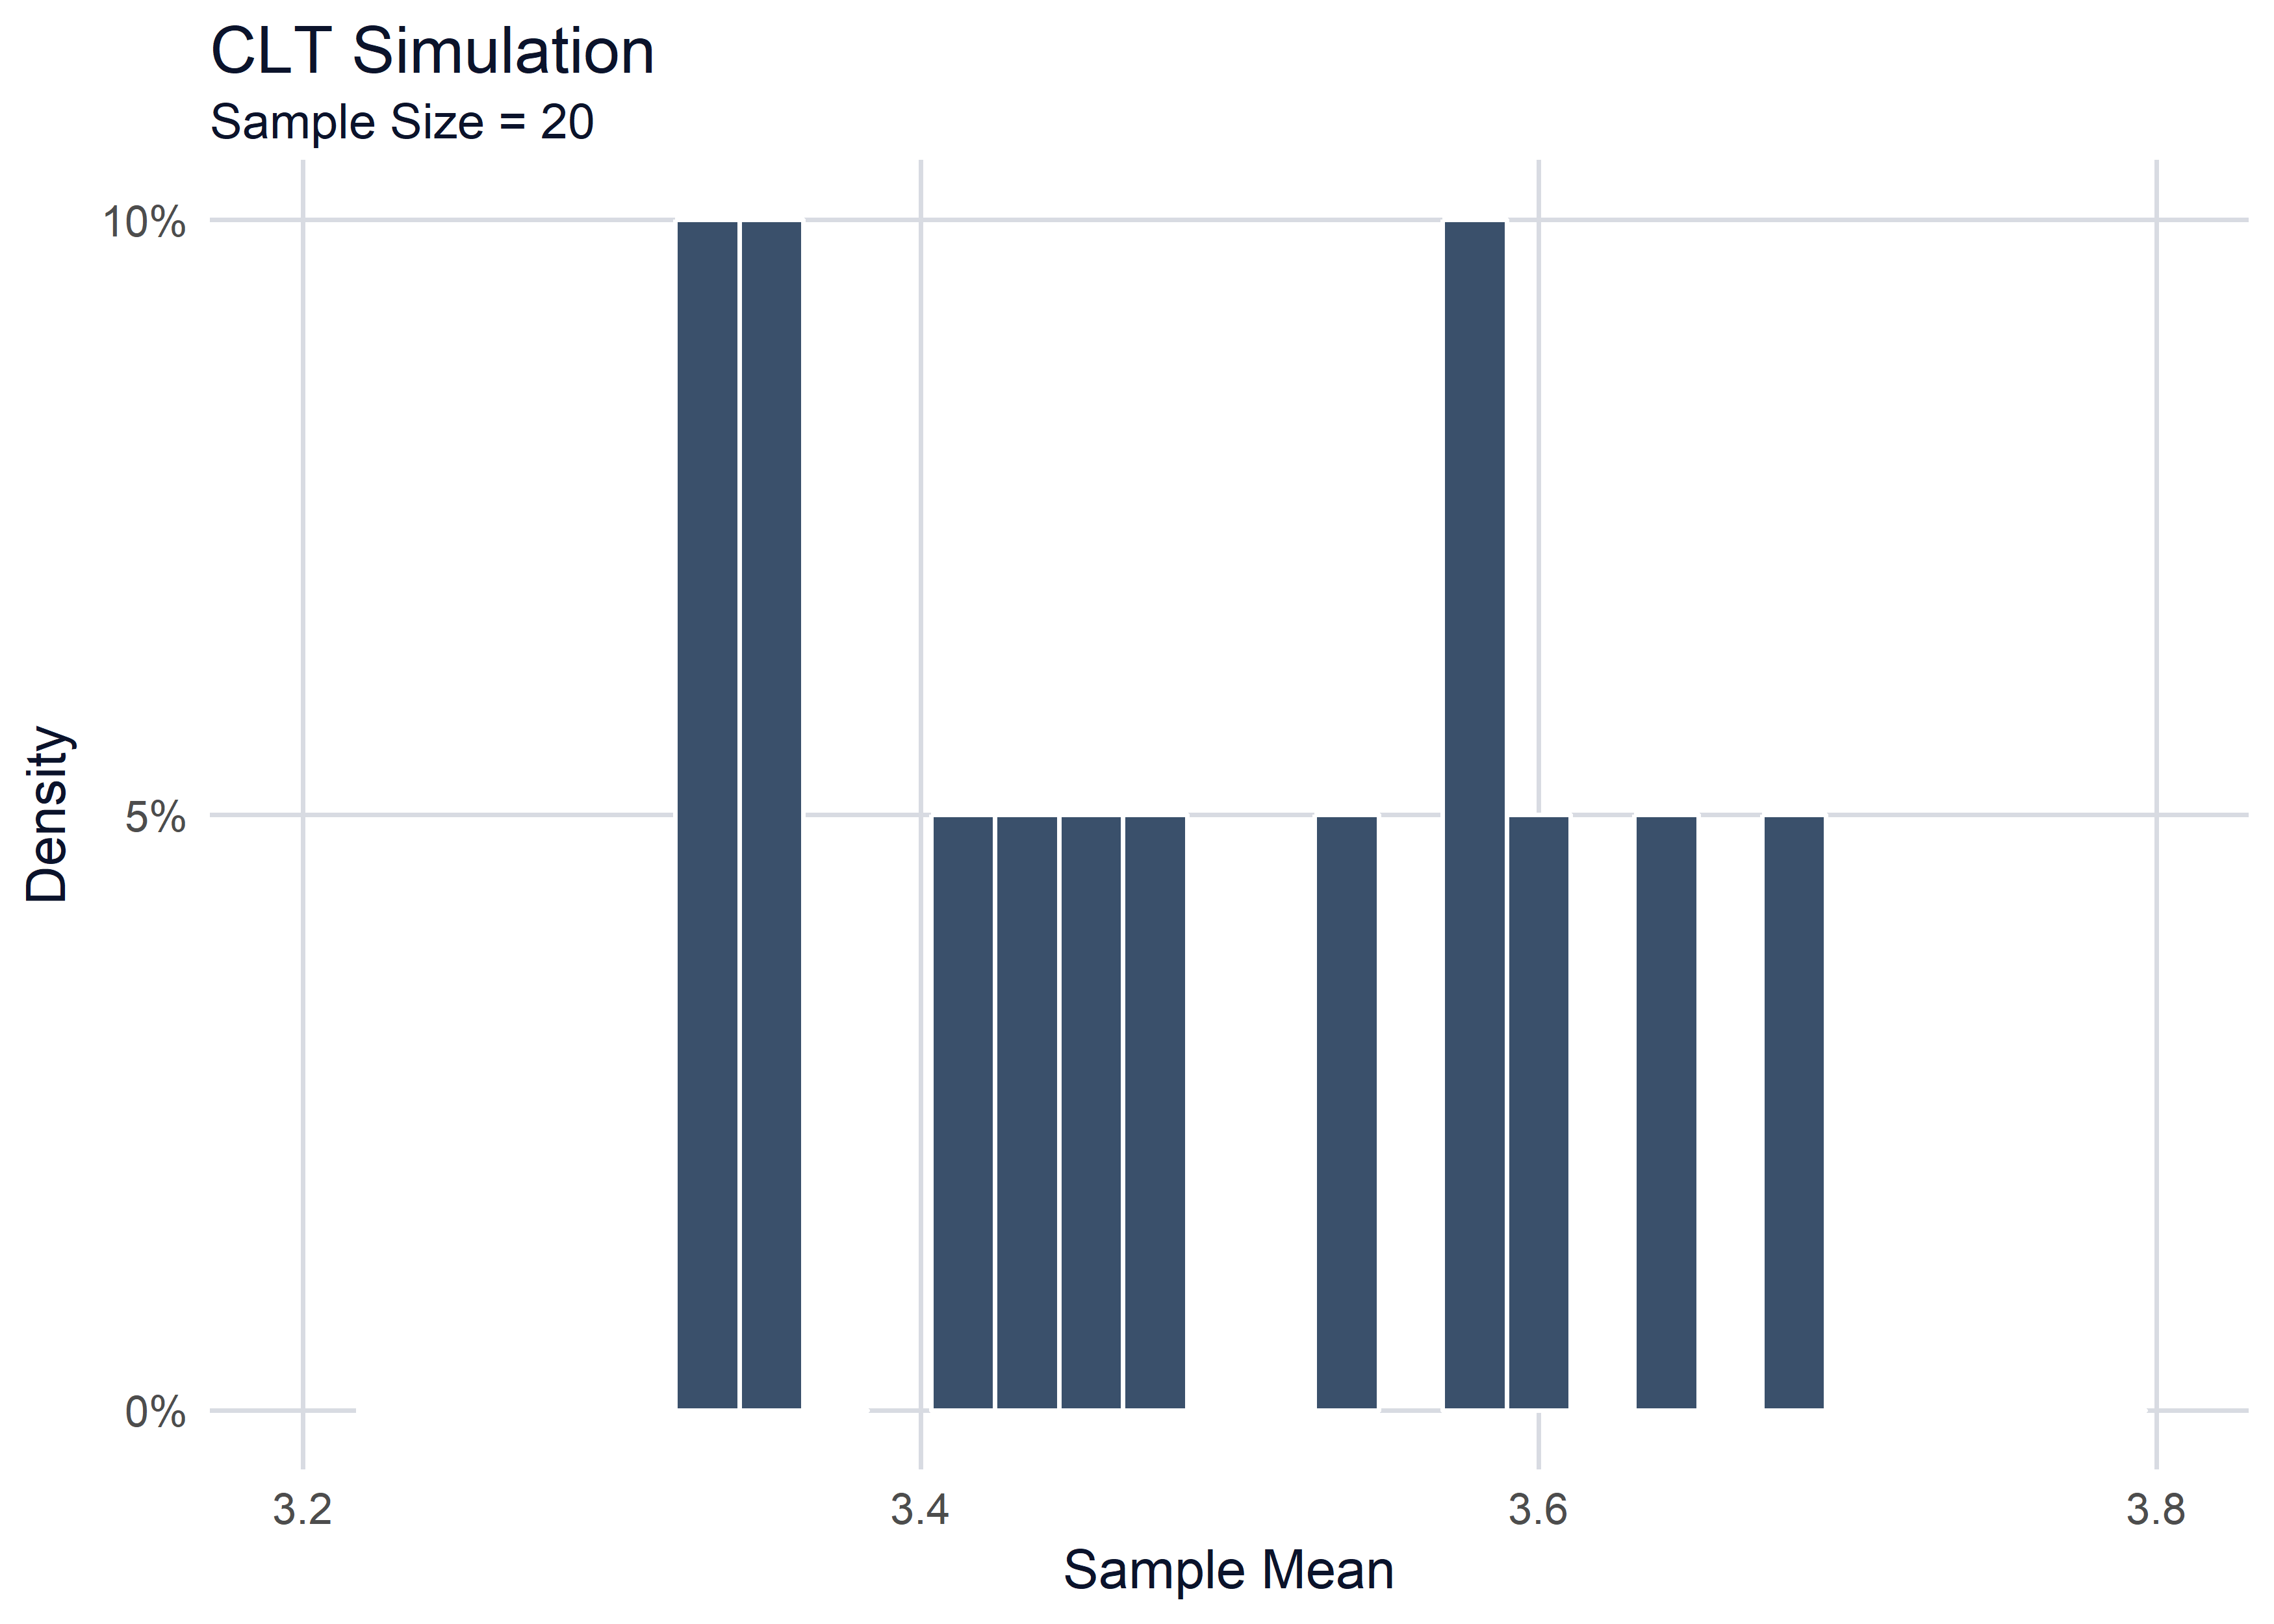 CLT Simulation
Sample Size = 20
10%
5%
0%
Density
3.2
3.4
3.6
3.8
Sample Mean